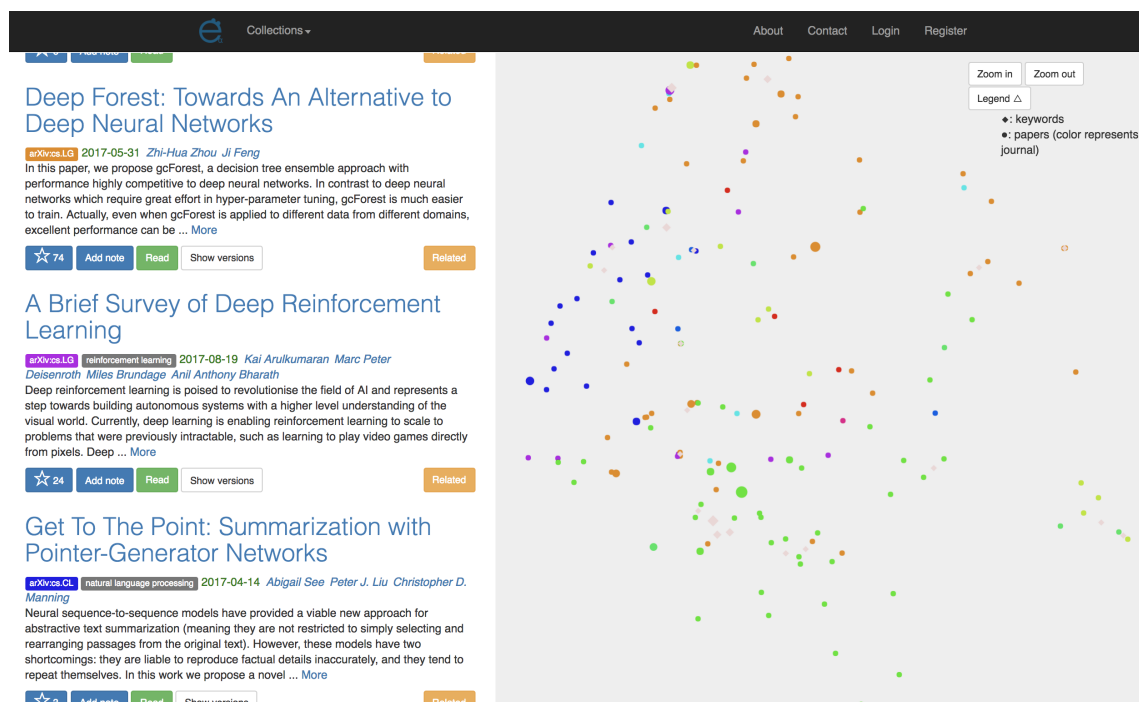 Collections
About Contact Login Register
Related
Deep Forest: Towards An Alternative to
Deep Neural Networks
arXiv:cs.LG 2017-05-31 Zhi-Hua Zhou Ji Feng
In this paper, we propose gcForest, a decision tree ensemble approach with
performance highly competitive to deep neural networks. In contrast to deep neural
networks which require great effort in hyper-parameter tuning, gcForest is much easier
to train. Actually, even when gcForest is applied to different data from different domains,
excellent performance can be ... More
74 Add note Read Show versions Related
A Brief Survey of Deep Reinforcement
Learning
arXiv:cs.LG reinforcement learning 2017-08-19 Kai Arulkumaran Marc Peter
Deisenroth Miles Brundage Anil Anthony Bharath
Deep reinforcement learning is poised to revolutionise the field of AI and represents a
step towards building autonomous systems with a higher level understanding of the
visual world. Currently, deep learning is enabling reinforcement learning to scale to
problems that were previously intractable, such as learning to play video games directly
from pixels. Deep ... More
24 Add note Read Show versions Related
Get To The Point: Summarization with
Pointer-Generator Networks
arXiv:cs.CL natural language processing 2017-04-14 Abigail See Peter J. Liu Christopher D.
Manning
Neural sequence-to-sequence models have provided a viable new approach for
abstractive text summarization (meaning they are not restricted to simply selecting and
rearranging passages from the original text). However, these models have two
shortcomings: they are liable to reproduce factual details inaccurately, and they tend to
repeat themselves. In this work we propose a novel ... More
Add note Read Show versions Related
Zoom in Zoom out
Legend △
◆: keywords
●: papers (color represents
journal)